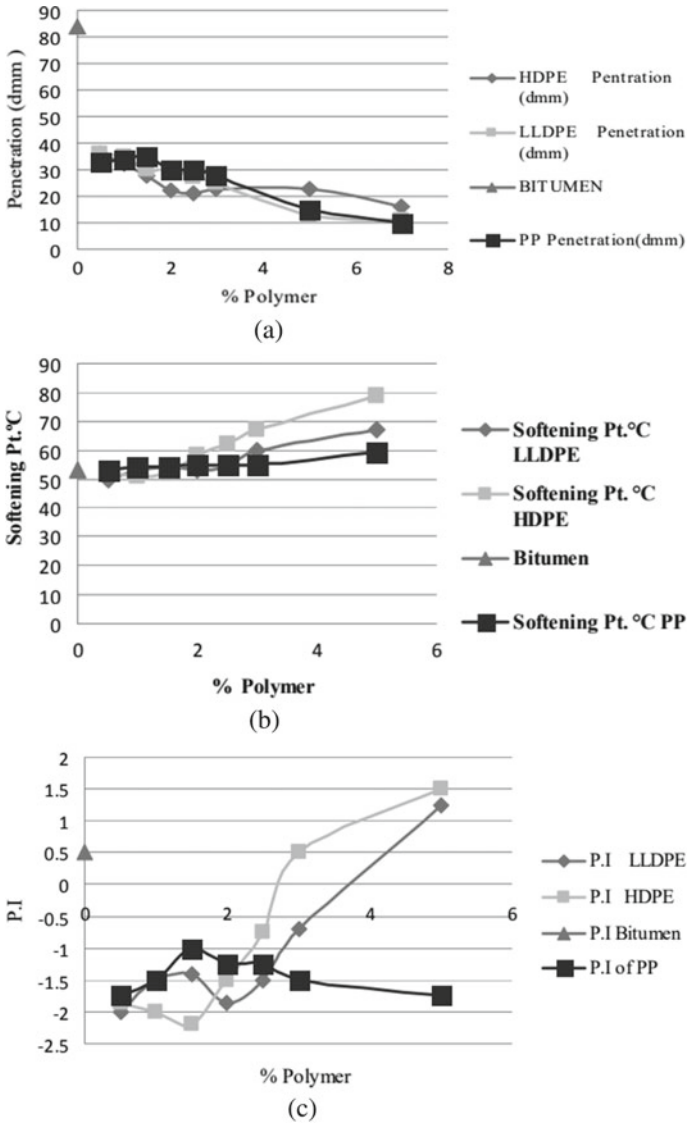 90
80
70
60
50
40
30
20
10
0
Penetration (dmm)
0 2 4 6 8
% Polymer
HDPE Pentration
(dmm)
LLDPE Penetration
(dmm)
BITUMEN
PP Penetration(dmm)
(a)
90
80
70
60
50
40
30
20
10
0
Softening Pt.°C
0 2 4 6
% Polymer
Softening Pt.°C
LLDPE
Softening Pt. °C
HDPE
Bitumen
Softening Pt. °C PP
(b)
2
1.5
1
0.5
0
-0.5
-1
-1.5
-2
-2.5
P.I
0 2 4 6
% Polymer
P.I LLDPE
P.I HDPE
P.I Bitumen
P.I of PP
(c)